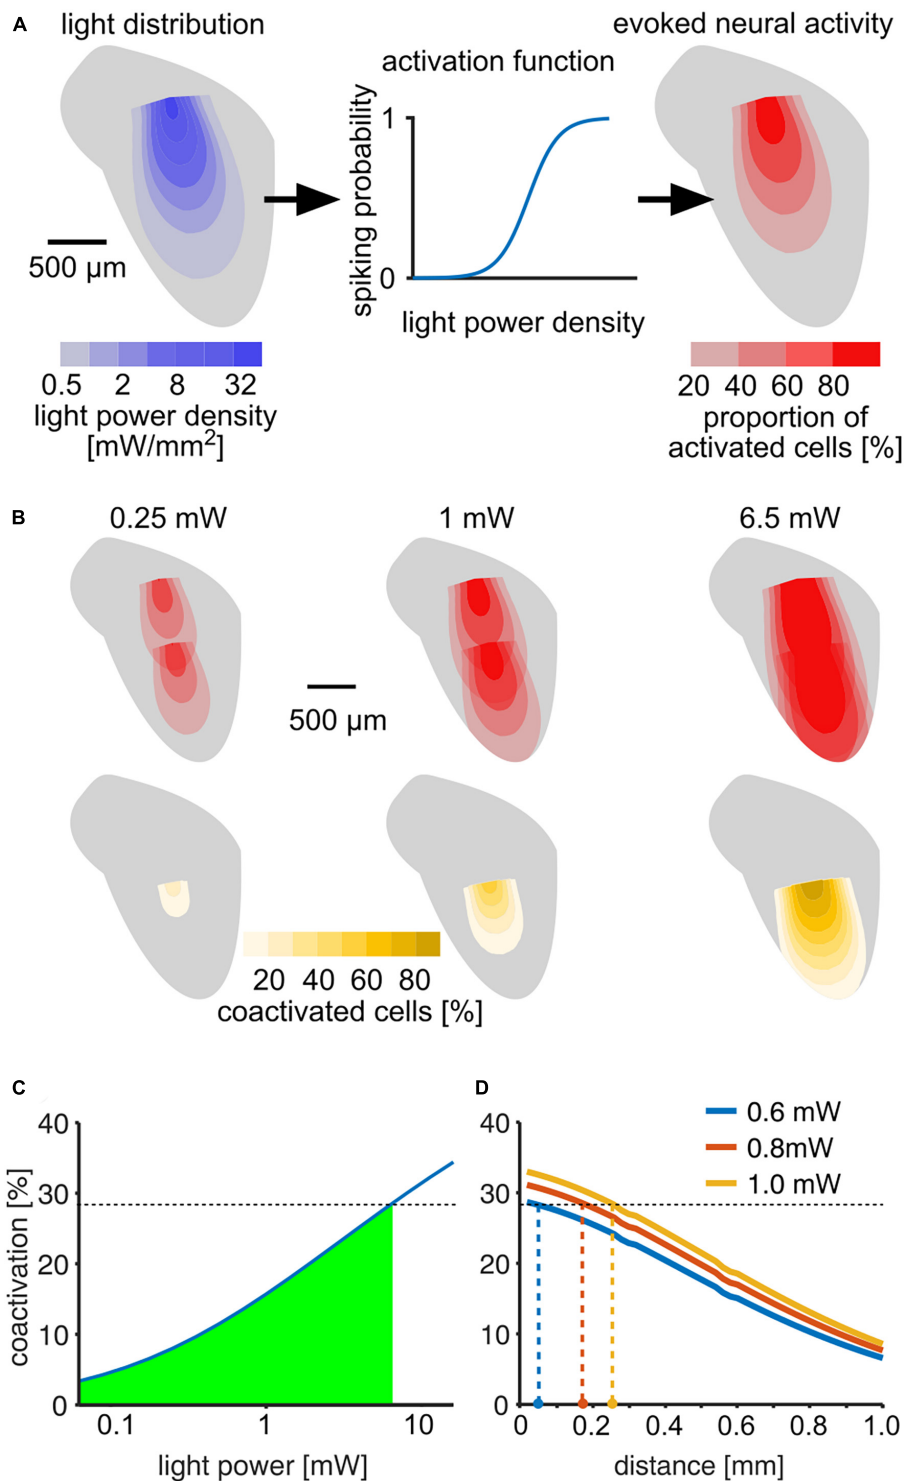 A
light distribution
evoked neural activity
activation function
spiking probability
1
0
light power density
500 μm
0.5 2 8 32
light power density
[mW/mm²]
20 40 60 80
proportion of
activated cells [%]
B
0.25 mW
1 mW
6.5 mW
500 μm
20 40 60 80
coactivated cells [%]
C
40
30
20
10
0
coactivation [%]
0.1 1 10
light power [mW]
D
40
30
20
10
0
0.6 mW
0.8mW
1.0 mW
0 0.2 0.4 0.6 0.8 1.0
distance [mm]